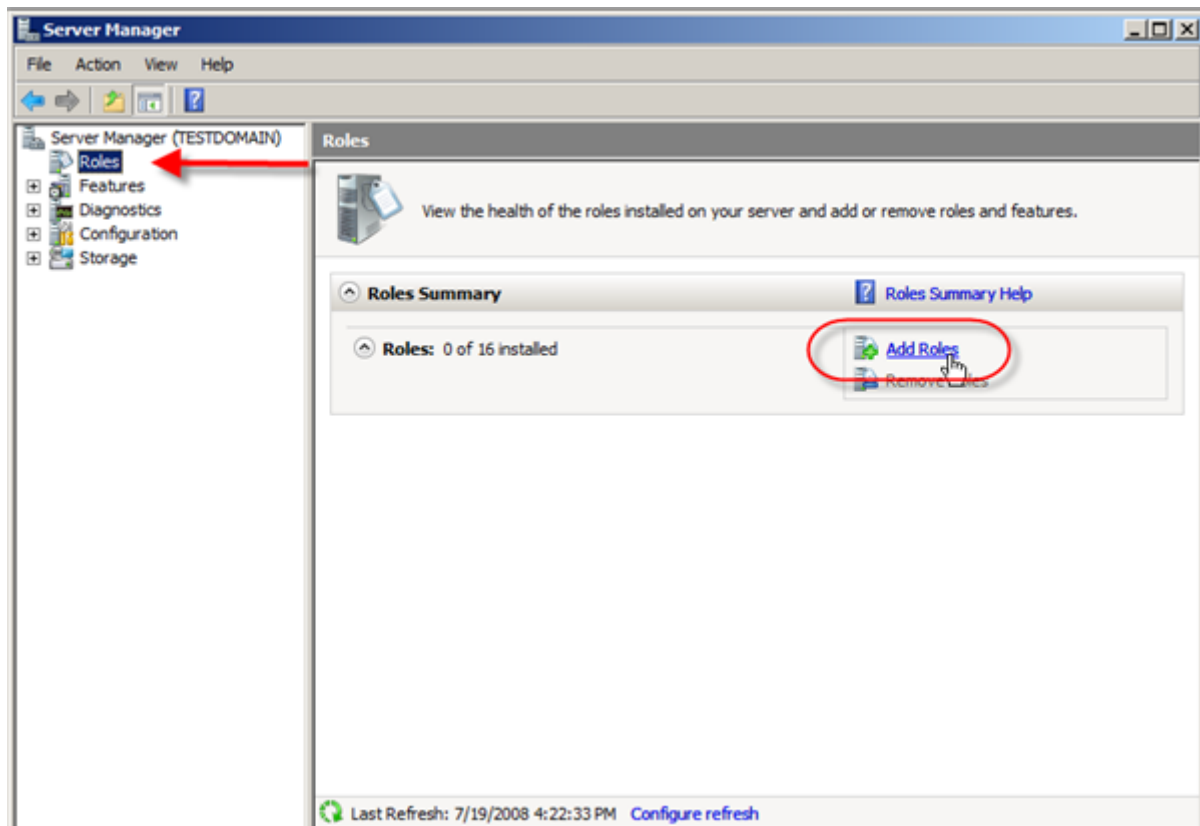 Server Manager
File Action View Help
Server Manager (TESTDOMAIN)
Roles
Features
Diagnostics
Configuration
Storage
Roles
View the health of the roles installed on your server and add or remove roles and features.
Roles Summary
Roles Summary Help
Roles: 0 of 16 installed
Add Roles
Remove Roles
Last Refresh: 7/19/2008 4:22:33 PM Configure refresh